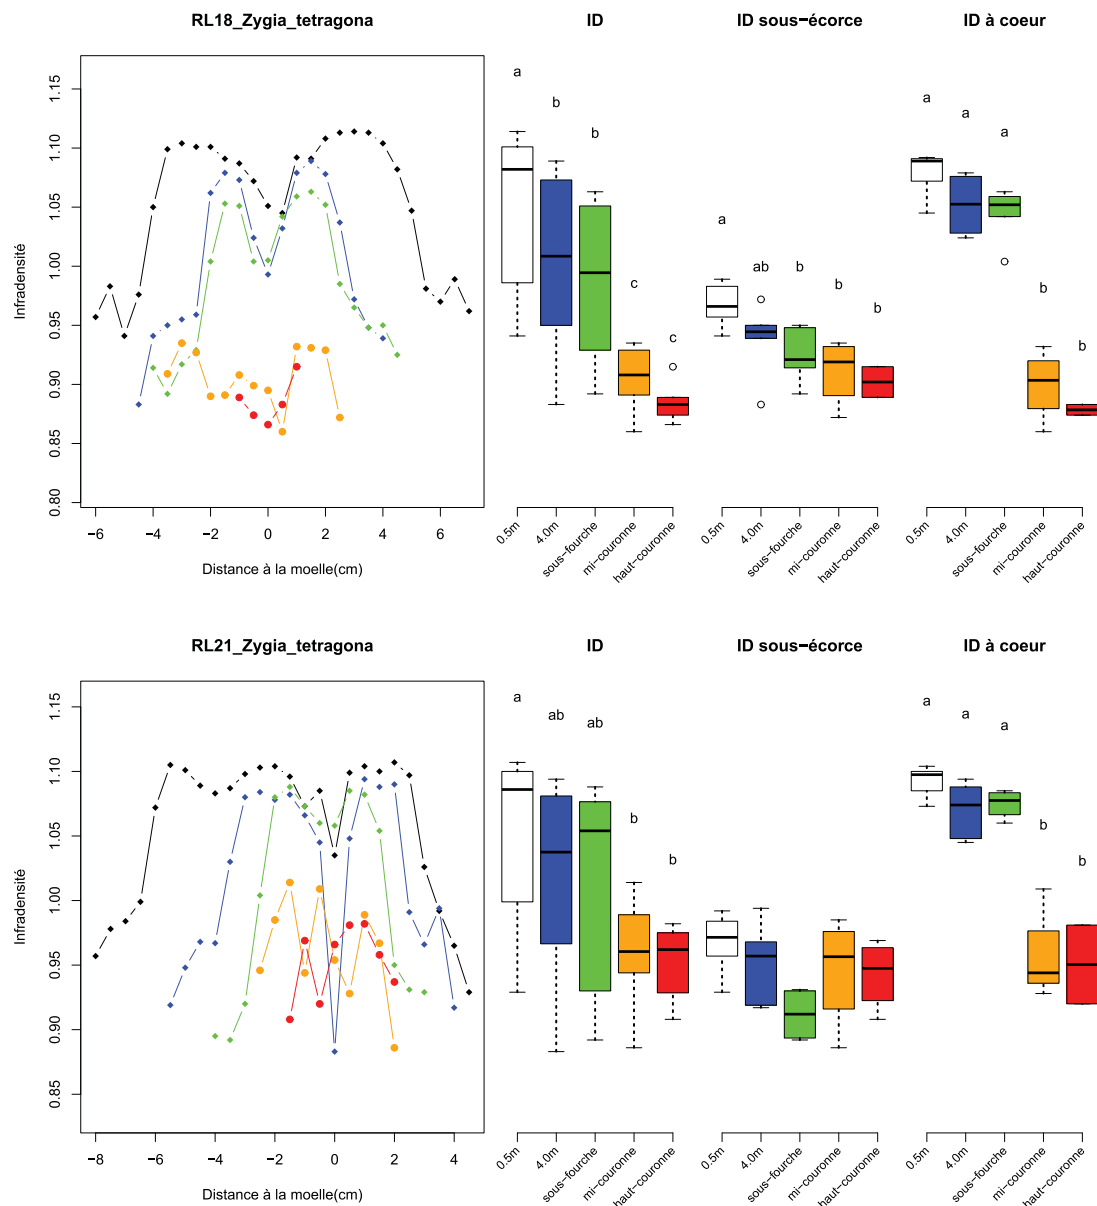 RL18_Zygia_tetragona
ID
ID sous−écorce
ID à coeur
Infradensité
1.15
1.10
1.05
1.00
0.95
0.90
0.85
0.80
−6 −4 −2 0 2 4 6
Distance à la moelle(cm)
a b b c c
a ab b b b
a a a b b
0.5m 4.0m sous−fourche mi−couronne haut−couronne
0.5m 4.0m sous−fourche mi−couronne haut−couronne
0.5m 4.0m sous−fourche mi−couronne haut−couronne
RL21_Zygia_tetragona
ID
ID sous−écorce
ID à coeur
Infradensité
1.15
1.10
1.05
1.00
0.95
0.90
0.85
−8 −6 −4 −2 0 2 4
Distance à la moelle(cm)
a ab ab b b
a a a b b
0.5m 4.0m sous−fourche mi−couronne haut−couronne
0.5m 4.0m sous−fourche mi−couronne haut−couronne
0.5m 4.0m sous−fourche mi−couronne haut−couronne